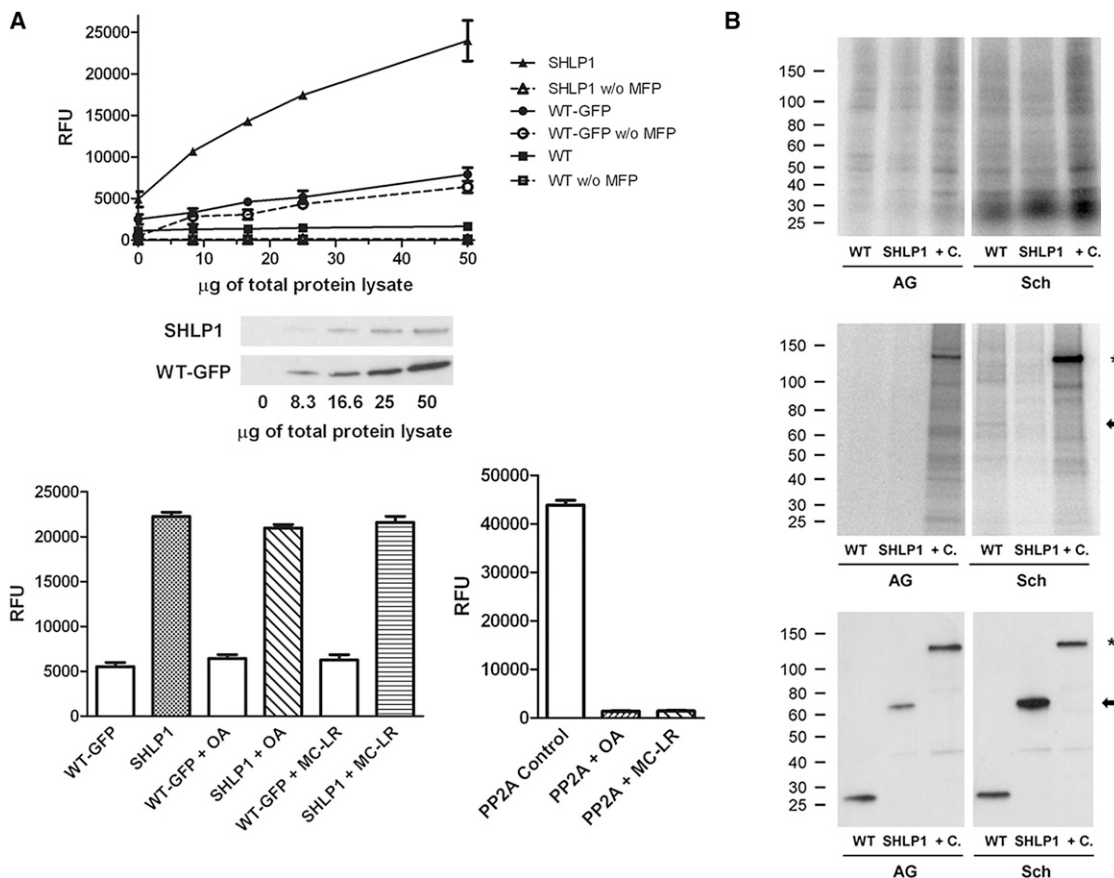 A
RFU
25000
20000
15000
10000
5000
0
0 10 20 30 40 50
μg of total protein lysate
SHLP1
SHLP1 w/o MFP
WT-GFP
WT-GFP w/o MFP
WT
WT w/o MFP
SHLP1
WT-GFP
0 8.3 16.6 25 50
μg of total protein lysate
RFU
25000
20000
15000
10000
5000
0
WT-GFP
SHLP1
WT-GFP + OA
SHLP1 + OA
WT-GFP + MC-LR
SHLP1 + MC-LR
RFU
50000
40000
30000
20000
10000
0
PP2A Control
PP2A + OA
PP2A + MC-LR
B
150
100
80
60
50
40
30
25
WT SHLP1 + C. WT SHLP1 + C.
AG Sch
150
100
80
60
50
40
30
25
*
WT SHLP1 + C. WT SHLP1 + C.
AG Sch
150
100
80
60
50
40
30
25
*
WT SHLP1 + C. WT SHLP1 + C.
AG Sch